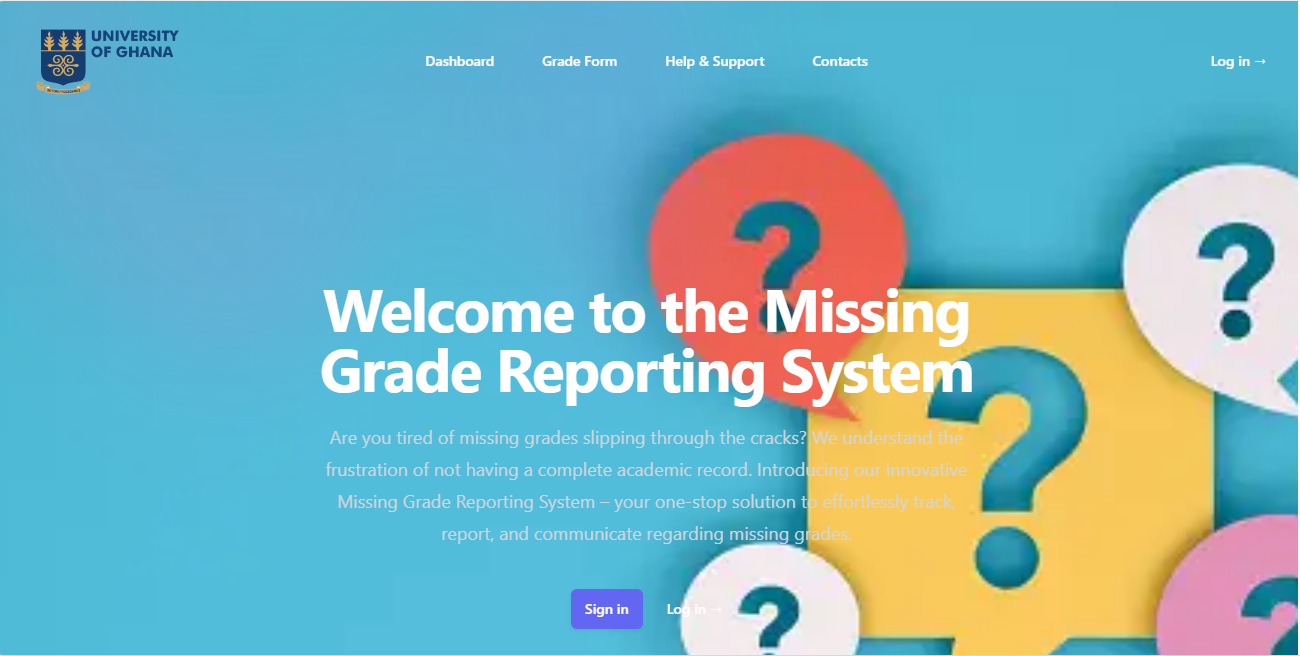 UNIVERSITY
OF GHANA
Dashboard
Grade Form
Help & Support
Contacts
Log in →
Welcome to the Missing
Grade Reporting System
Are you tired of missing grades slipping through the cracks? We understand the
frustration of not having a complete academic record. Introducing our innovative
Missing Grade Reporting System – your one-stop solution to effortlessly track,
report, and communicate regarding missing grades.
Sign in
Log in →